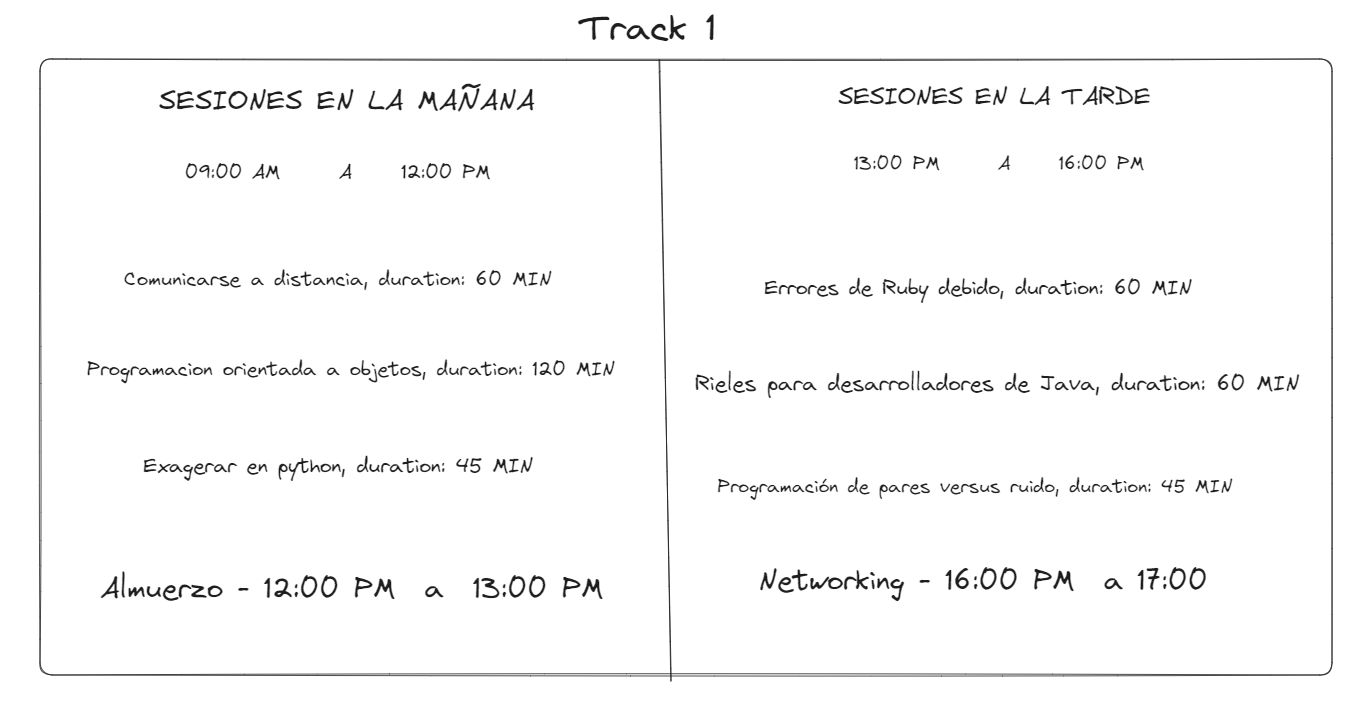 Track 1
SESIONES EN LA MAÑANA
09:00 AM A 12:00 PM
Comunicarse a distancia, duration: 60 MIN
Programacion orientada a objetos, duration: 120 MIN
Exagerar en python, duration: 45 MIN
Almuerzo - 12:00 PM a 13:00 PM
SESIONES EN LA TARDE
13:00 PM A 16:00 PM
Errores de Ruby debido, duration: 60 MIN
Rieles para desarrolladores de Java, duration: 60 MIN
Programación de pares versus ruido, duration: 45 MIN
Networking - 16:00 PM a 17:00